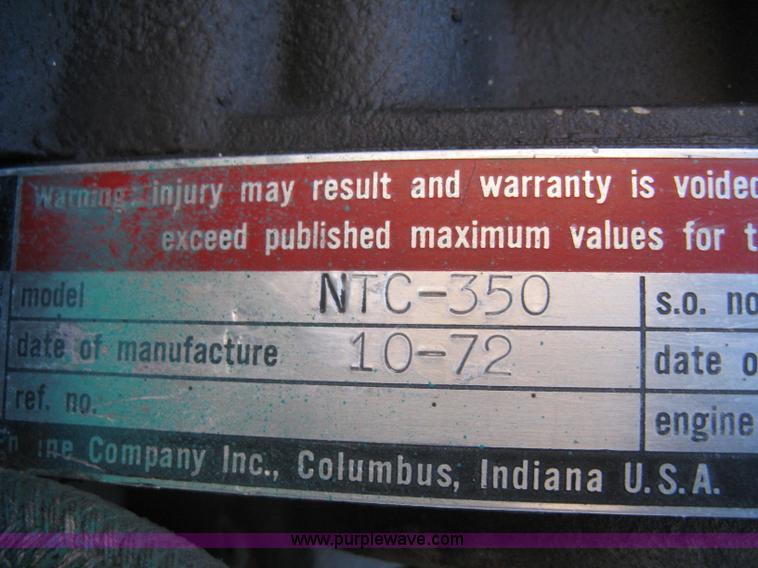 Warning: injury may result and warranty is voided
exceed published maximum values for t
model NTC-350 s.o. no
date of manufacture 10-72 date o
ref. no. engine
ine Company Inc., Columbus, Indiana U.S.A.
www.purplewave.com